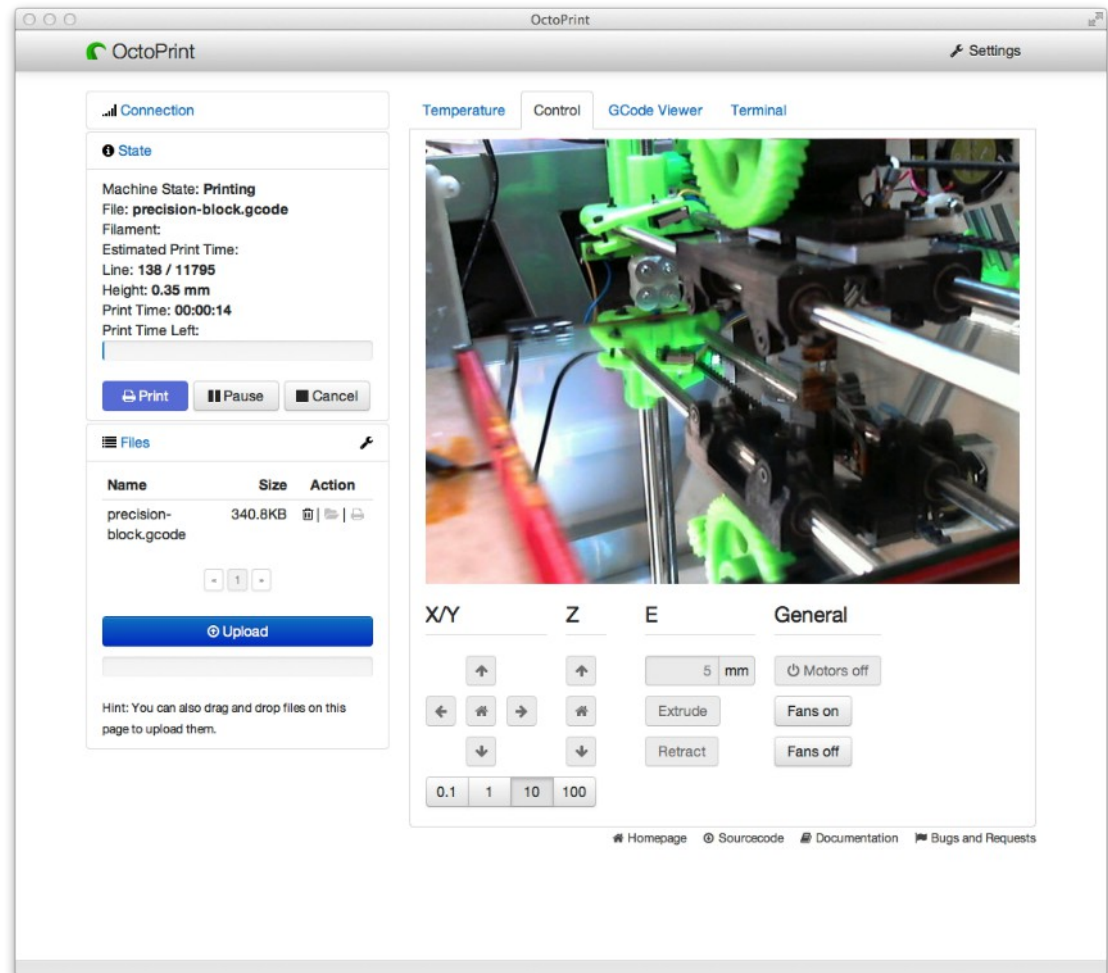 OctoPrint
OctoPrint
Settings
Connection
State
Machine State: Printing
File: precision-block.gcode
Filament:
Estimated Print Time:
Line: 138 / 11795
Height: 0.35 mm
Print Time: 00:00:14
Print Time Left:
Print Pause Cancel
Files
Name Size Action
precision- 340.8KB | |
block.gcode
« 1 »
Upload
Hint: You can also drag and drop files on this
page to upload them.
Temperature Control GCode Viewer Terminal
X/Y Z E General
5 mm Motors off
Extrude Fans on
Retract Fans off
0.1 1 10 100
Homepage Sourcecode Documentation Bugs and Requests